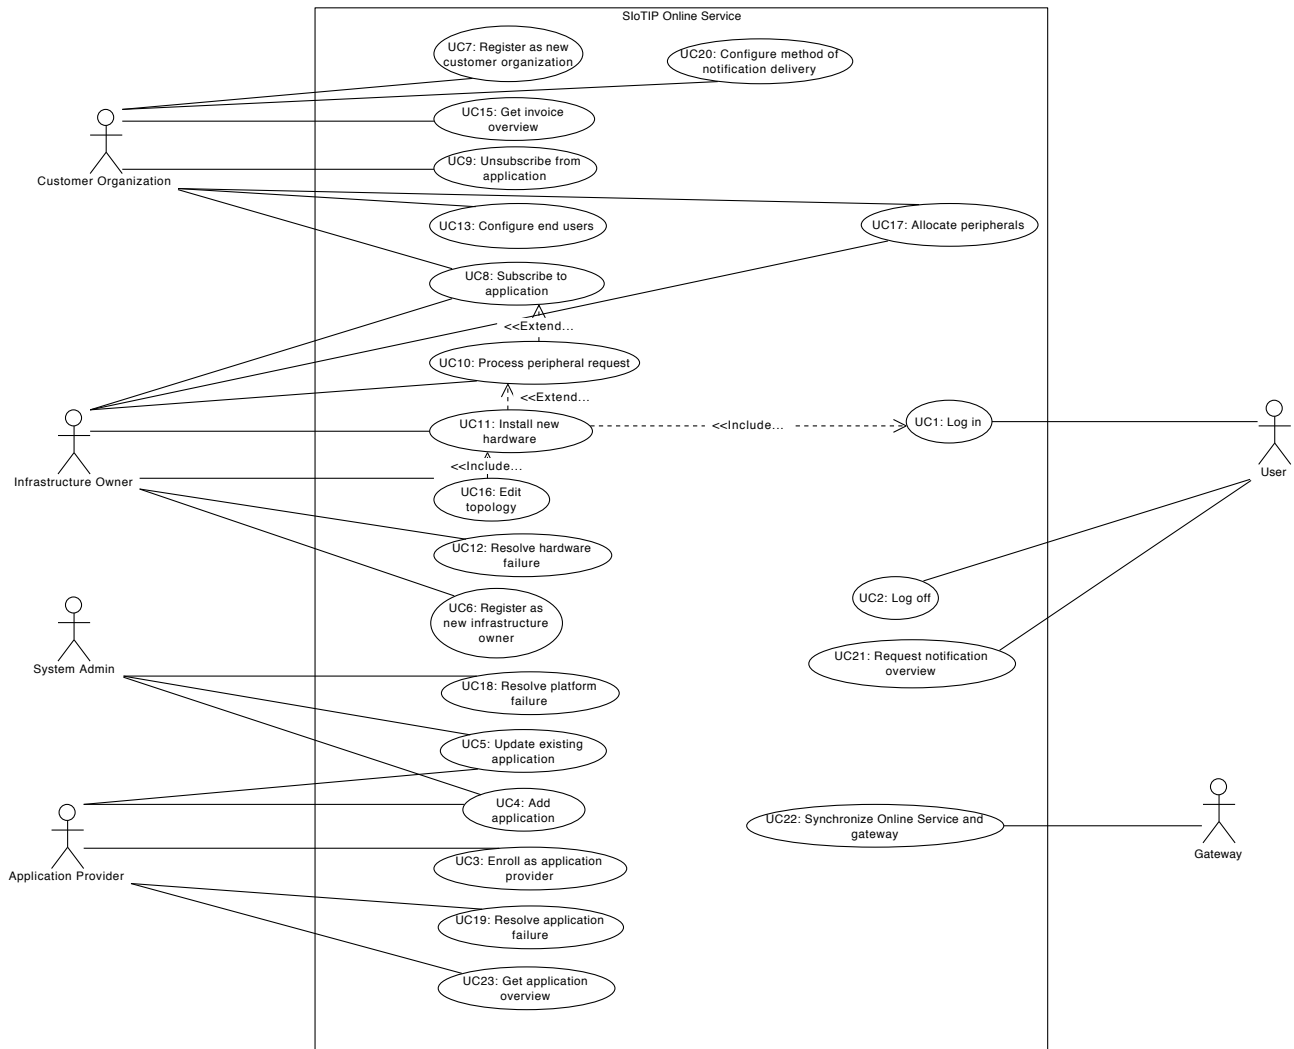 SIoTIP Online Service
UC7: Register as new
customer organization
UC20: Configure method of
notification delivery
UC15: Get invoice
overview
UC9: Unsubscribe from
application
Customer Organization
UC13: Configure end users
UC17: Allocate peripherals
UC8: Subscribe to
application
<<Extend...
UC10: Process peripheral request
<<Extend...
UC11: Install new
hardware
<<Include...
UC1: Log in
<<Include...
User
Infrastructure Owner
UC16: Edit
topology
UC12: Resolve hardware
failure
UC2: Log off
UC6: Register as
new infrastructure
owner
System Admin
UC21: Request notification
overview
UC18: Resolve platform
failure
UC5: Update existing
application
UC4: Add
application
UC22: Synchronize Online Service and
gateway
Gateway
UC3: Enroll as application
provider
Application Provider
UC19: Resolve application
failure
UC23: Get application
overview